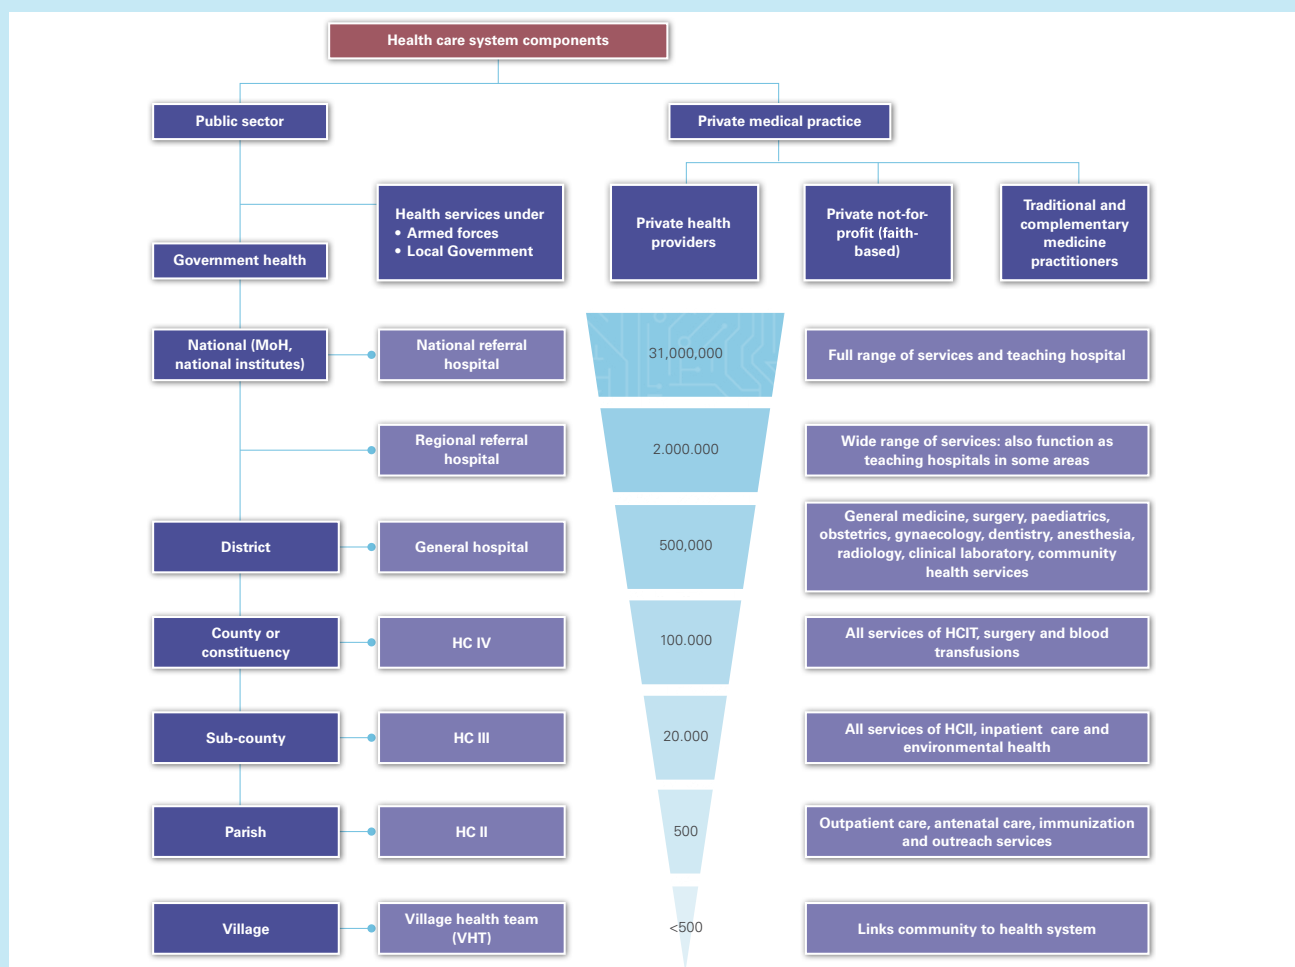 Health care system components
Public sector
Private medical practice
Health services under
• Armed forces
• Local Government
Private health
providers
Private not-for-
profit (faith-
based)
Traditional and
complementary
medicine
practitioners
Government health
National (MoH,
national institutes)
National referral
hospital
31,000,000
Full range of services and teaching hospital
Regional referral
hospital
2.000.000
Wide range of services: also function as
teaching hospitals in some areas
District
General hospital
500,000
General medicine, surgery, paediatrics,
obstetrics, gynaecology, dentistry, anesthesia,
radiology, clinical laboratory, community
health services
County or
constituency
HC IV
100.000
All services of HCIT, surgery and blood
transfusions
Sub-county
HC III
20.000
All services of HCII, inpatient care and
environmental health
Parish
HC II
500
Outpatient care, antenatal care, immunization
and outreach services
Village
Village health team
(VHT)
<500
Links community to health system